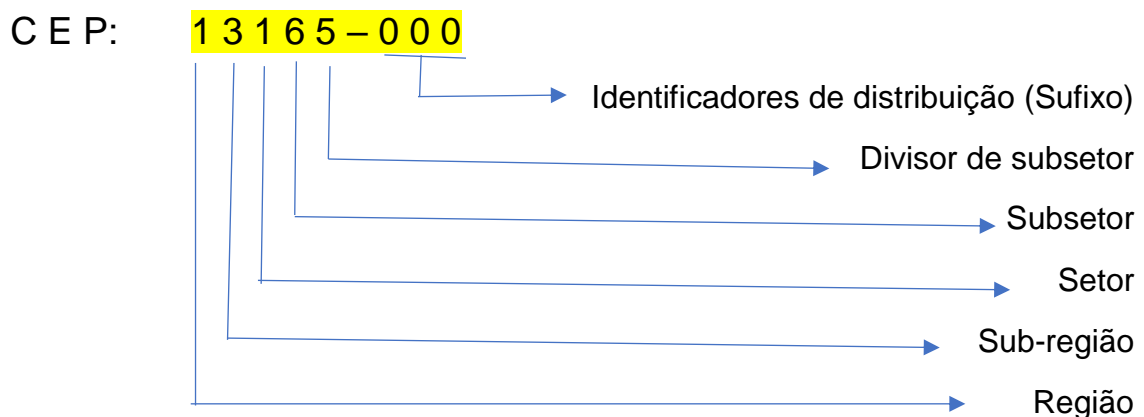 C E P: 1 3 1 6 5 – 0 0 0
Identificadores de distribuição (Sufixo)
Divisor de subsetor
Subsetor
Setor
Sub-região
Região